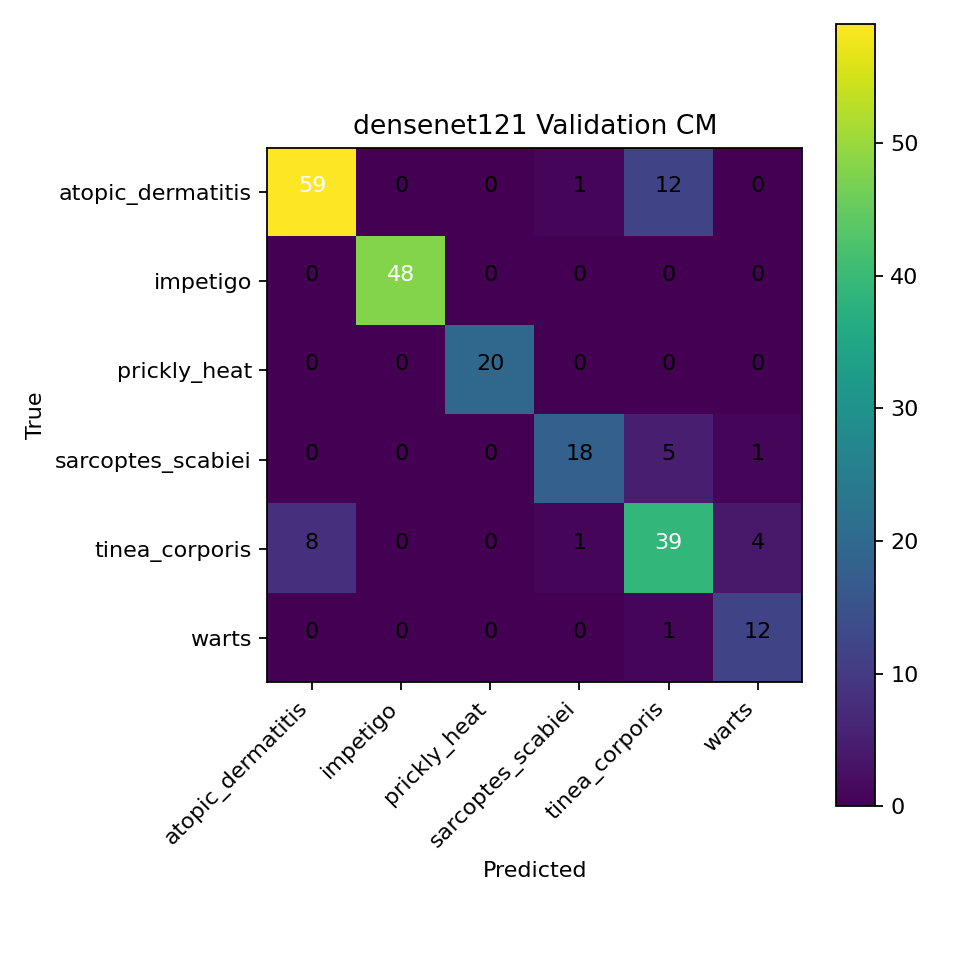 densenet121 Validation CM
atopic_dermatitis 59 0 0 1 12 0
impetigo 0 48 0 0 0 0
prickly_heat 0 0 20 0 0 0
sarcoptes_scabiei 0 0 0 18 5 1
tinea_corporis 8 0 0 1 39 4
warts 0 0 0 0 1 12
True
atopic_dermatitis
impetigo
prickly_heat
sarcoptes_scabiei
tinea_corporis
warts
Predicted
50
40
30
20
10
0